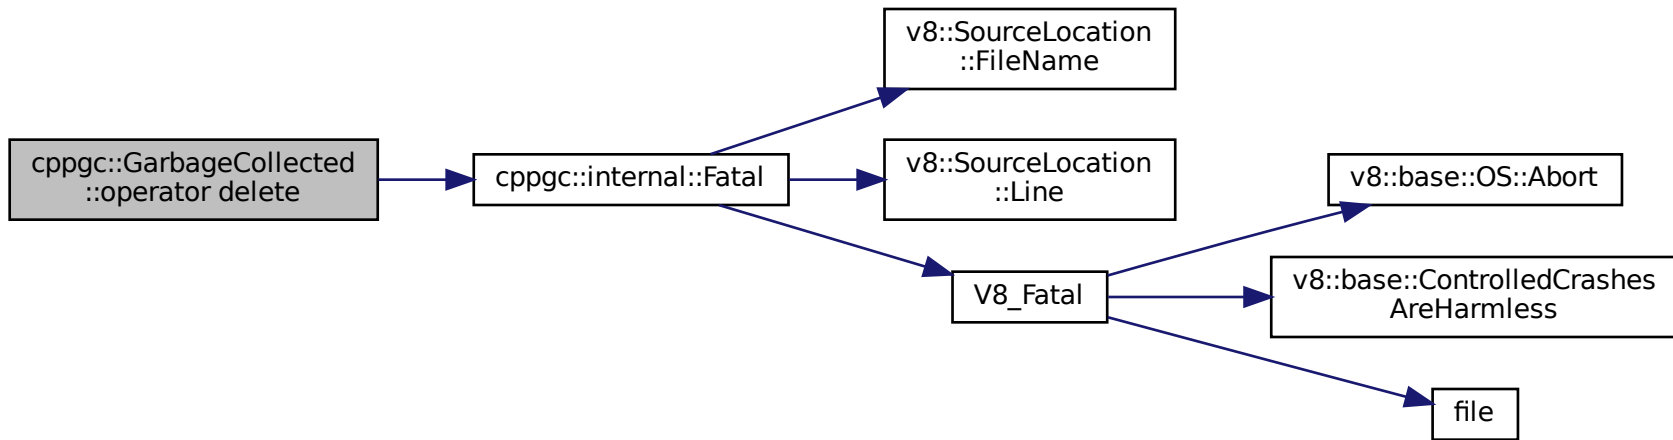 cppgc::GarbageCollected
::operator delete
cppgc::internal::Fatal
v8::SourceLocation
::FileName
v8::SourceLocation
::Line
V8_Fatal
v8::base::OS::Abort
v8::base::ControlledCrashes
AreHarmless
file